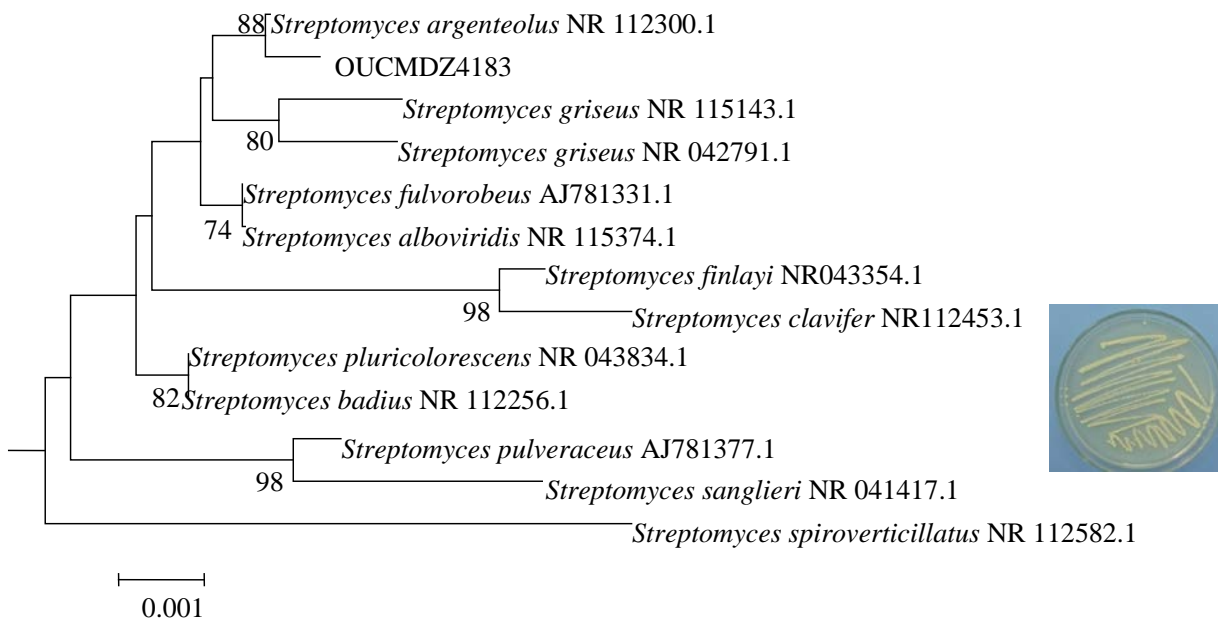 88 Streptomyces argenteolus NR 112300.1
OUCMDZ4183
Streptomyces griseus NR 115143.1
80
Streptomyces griseus NR 042791.1
Streptomyces fulvorobeus AJ781331.1
74
Streptomyces alboviridis NR 115374.1
Streptomyces finlayi NR043354.1
98
Streptomyces clavifer NR112453.1
Streptomyces pluricolorescens NR 043834.1
82 Streptomyces badius NR 112256.1
Streptomyces pulveraceus AJ781377.1
98
Streptomyces sanglieri NR 041417.1
Streptomyces spiroverticillatus NR 112582.1
0.001